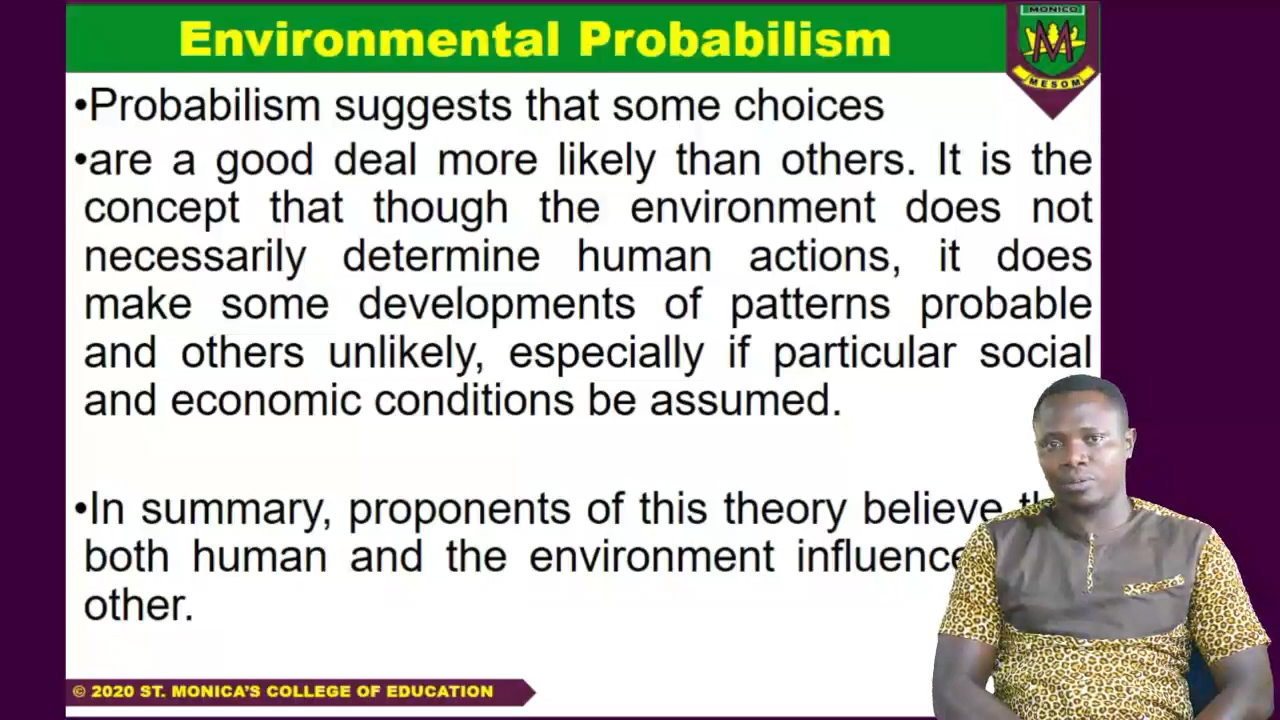 Environmental Probabilism
MONICO
M
MESOM
•Probabilism suggests that some choices
•are a good deal more likely than others. It is the
concept that though the environment does not
necessarily determine human actions, it does
make some developments of patterns probable
and others unlikely, especially if particular social
and economic conditions be assumed.
•In summary, proponents of this theory believe
both human and the environment influence
other.
© 2020 ST. MONICA'S COLLEGE OF EDUCATION